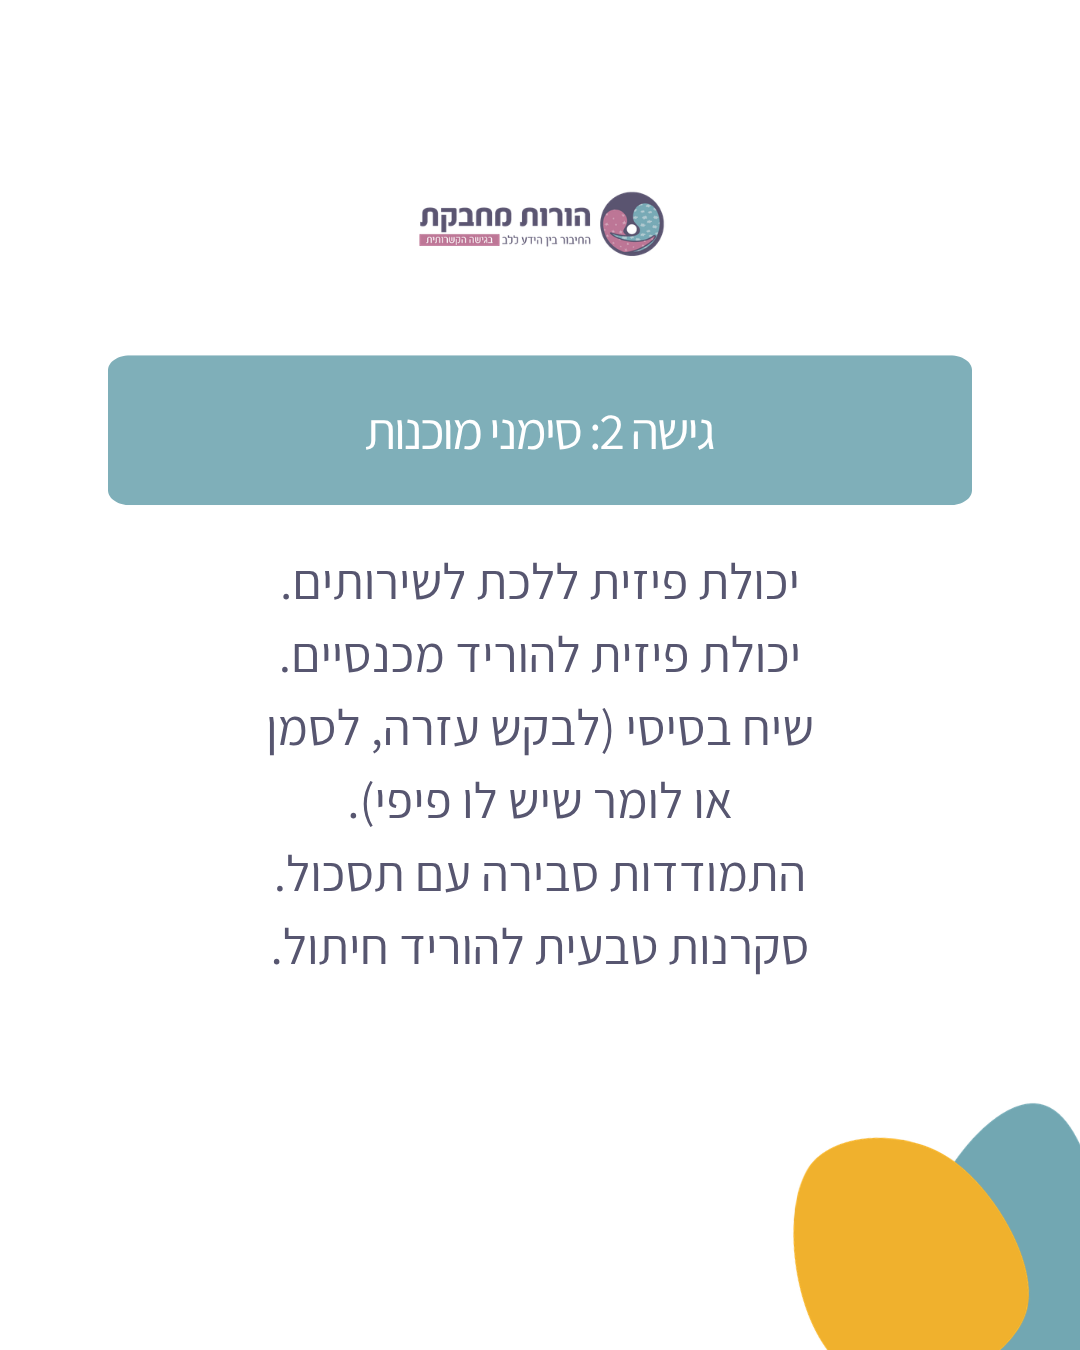 הורות מחבקת
החיבור בין הידע ללב בגישה הקשרותית
גישה 2: סימני מוכנות
יכולת פיזית ללכת לשירותים.
יכולת פיזית להוריד מכנסיים.
שיח בסיסי (לבקש עזרה, לסמן
או לומר שיש לו פיפי).
התמודדות סבירה עם תסכול.
סקרנות טבעית להוריד חיתול.